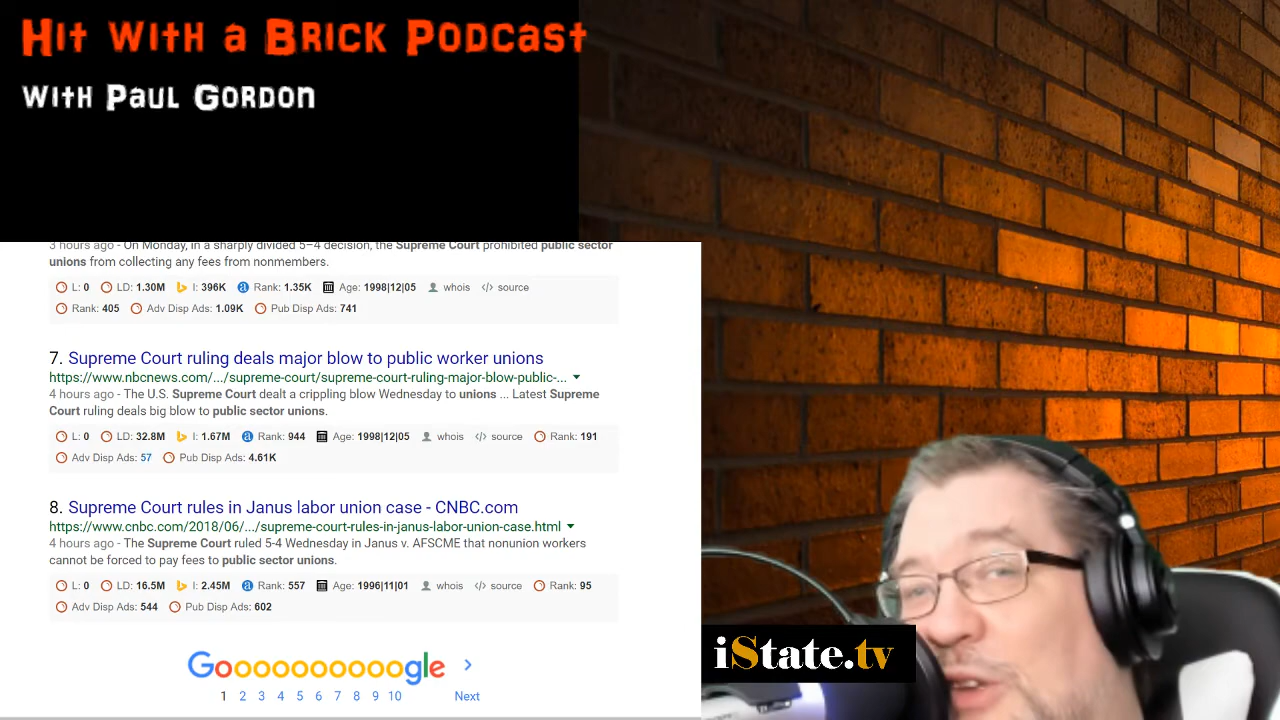 Hit with a Brick Podcast
with Paul Gordon
3 hours ago - On Monday, in a sharply divided 5–4 decision, the Supreme Court prohibited public sector
unions from collecting any fees from nonmembers.
L: 0 LD: 1.30M I: 396K Rank: 1.35K Age: 1998|12|05 whois </> source
Rank: 405 Adv Disp Ads: 1.09K Pub Disp Ads: 741
7. Supreme Court ruling deals major blow to public worker unions
https://www.nbcnews.com/.../supreme-court/supreme-court-ruling-major-blow-public-...
4 hours ago - The U.S. Supreme Court dealt a crippling blow Wednesday to unions ... Latest Supreme
Court ruling deals big blow to public sector unions.
L: 0 LD: 32.8M I: 1.67M Rank: 944 Age: 1998|12|05 whois </> source Rank: 191
Adv Disp Ads: 57 Pub Disp Ads: 4.61K
8. Supreme Court rules in Janus labor union case - CNBC.com
https://www.cnbc.com/2018/06/.../supreme-court-rules-in-janus-labor-union-case.html
4 hours ago - The Supreme Court ruled 5-4 Wednesday in Janus v. AFSCME that nonunion workers
cannot be forced to pay fees to public sector unions.
L: 0 LD: 16.5M I: 2.45M Rank: 557 Age: 1996|11|01 whois </> source Rank: 95
Adv Disp Ads: 544 Pub Disp Ads: 602
iState.tv
Goooooooooogle >
1 2 3 4 5 6 7 8 9 10 Next